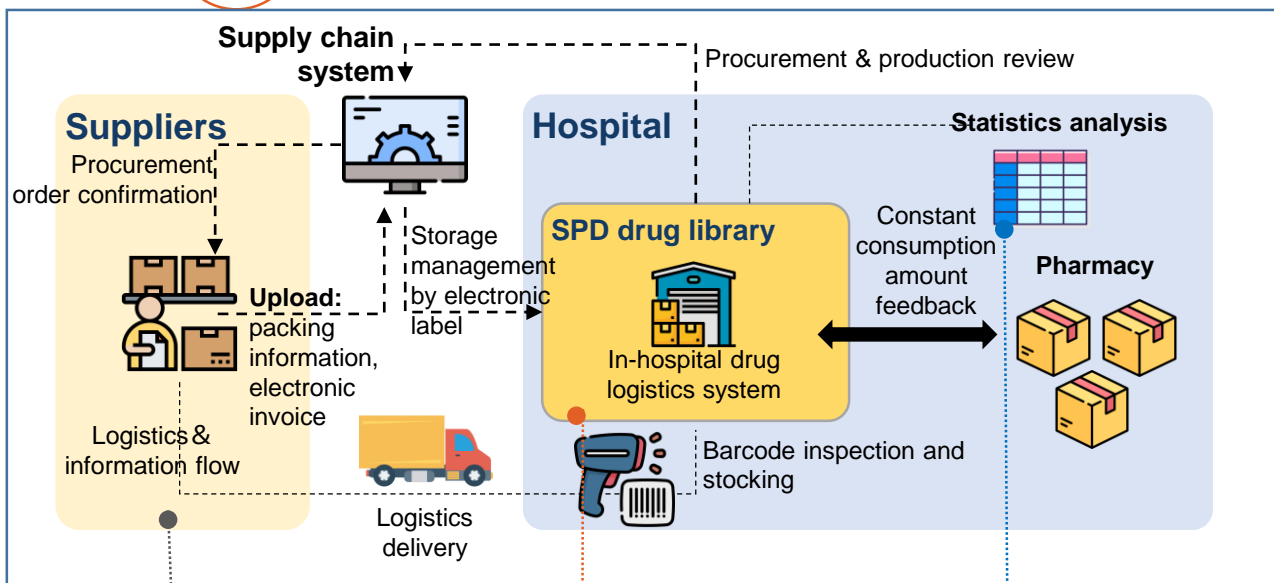 Supply chain
system
Procurement & production review
Suppliers
Procurement
order confirmation
Hospital
Statistics analysis
SPD drug library
Storage
management
by electronic
label
Constant
consumption
amount
feedback
Pharmacy
Upload:
packing
information,
electronic
invoice
In-hospital drug
logistics system
Logistics &
information flow
Barcode inspection and
stocking
Logistics
delivery